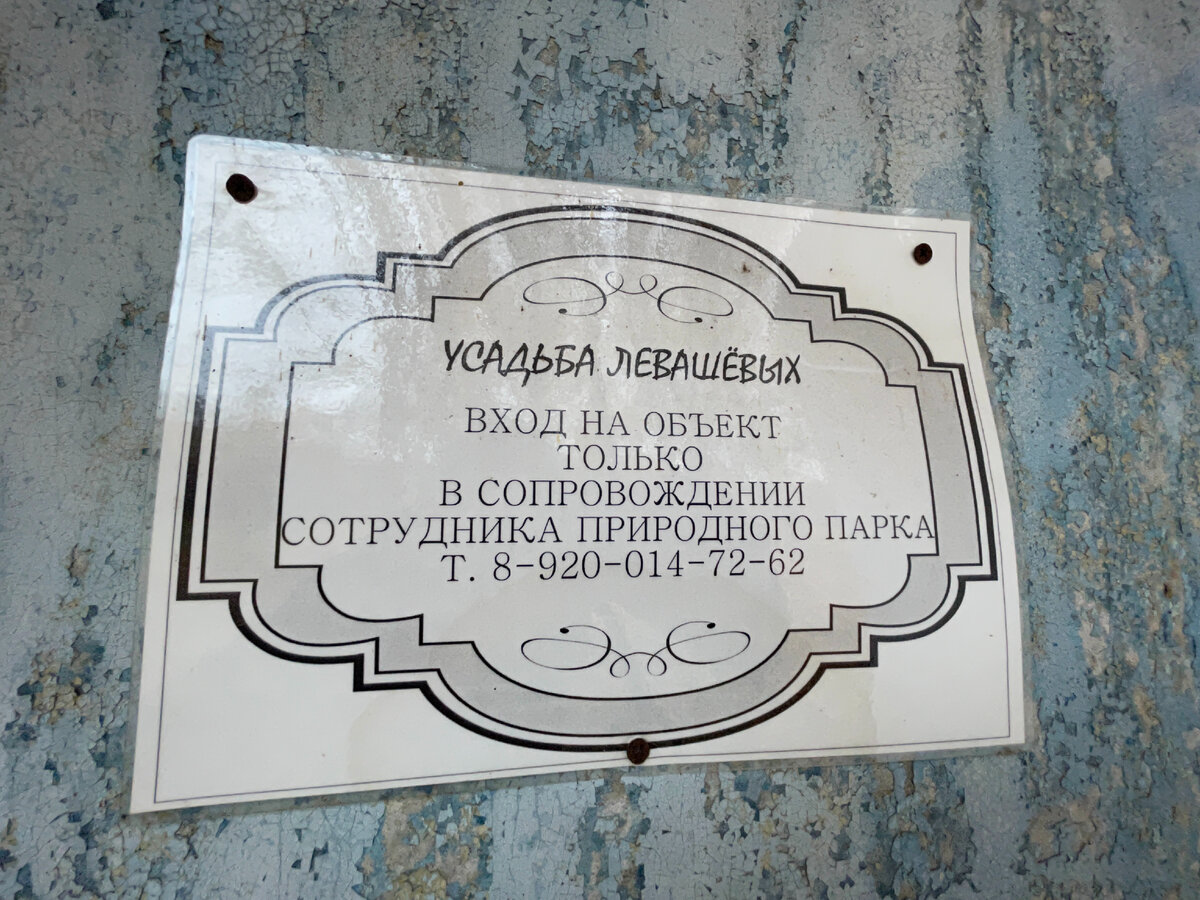 УСАДЬБА ЛЕВАШЁВЫХ
ВХОД НА ОБЪЕКТ
ТОЛЬКО
В СОПРОВОЖДЕНИИ
СОТРУДНИКА ПРИРОДНОГО ПАРКА
Т. 8-920-014-72-62